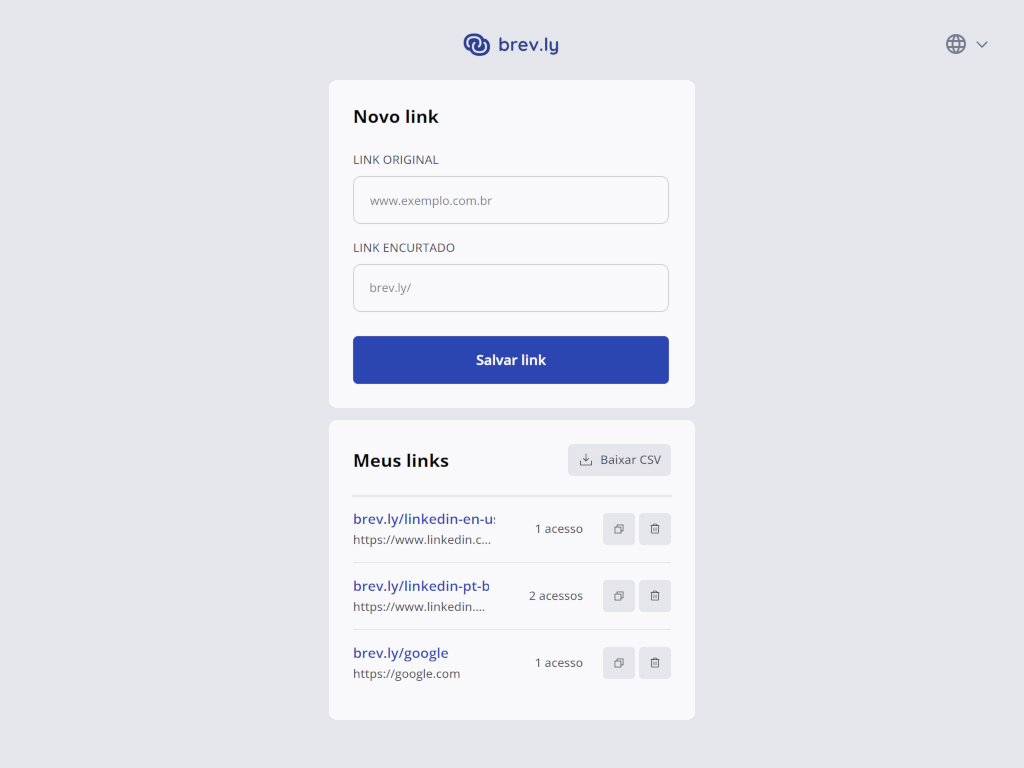 brev.ly
Novo link
LINK ORIGINAL
www.exemplo.com.br
LINK ENCURTADO
brev.ly/
Salvar link
Meus links
Baixar CSV
brev.ly/linkedin-en-us
https://www.linkedin.c...
1 acesso
brev.ly/linkedin-pt-b
https://www.linkedin....
2 acessos
brev.ly/google
https://google.com
1 acesso